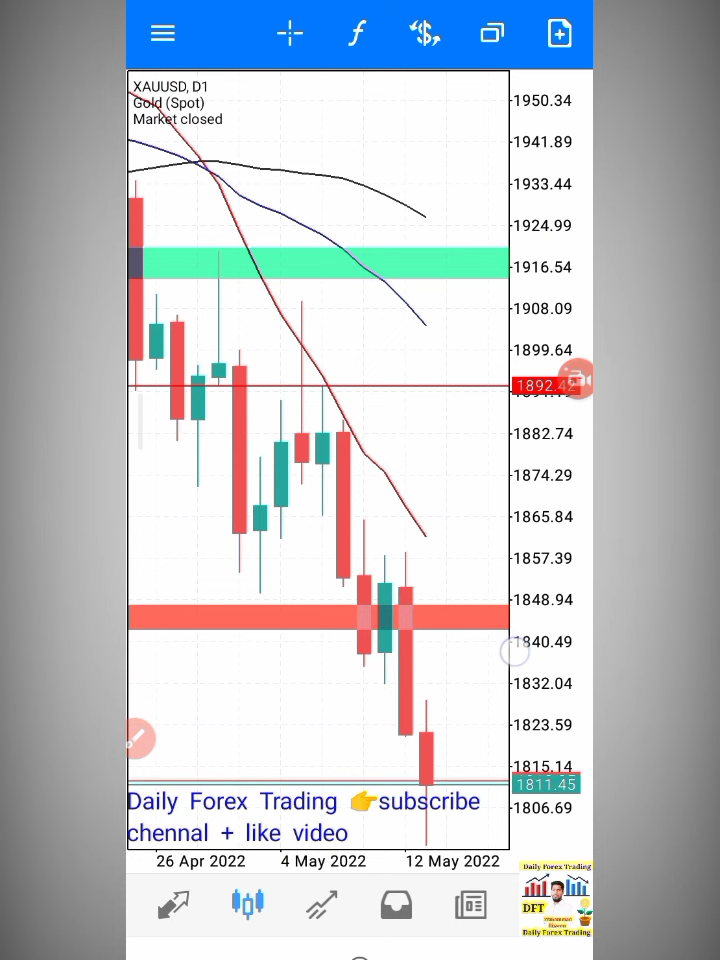 XAUUSD, D1
Gold (Spot)
Market closed
1950.34
1941.89
1933.44
1924.99
1916.54
1908.09
1899.64
1892.
1882.74
1874.29
1865.84
1857.39
1848.94
1840.49
1832.04
1823.59
1815.14
1811.45
1806.69
Daily Forex Trading 👉subscribe
chennal + like video
26 Apr 2022 4 May 2022 12 May 2022
Daily Forex Trading
DFT
Daily Forex Trading